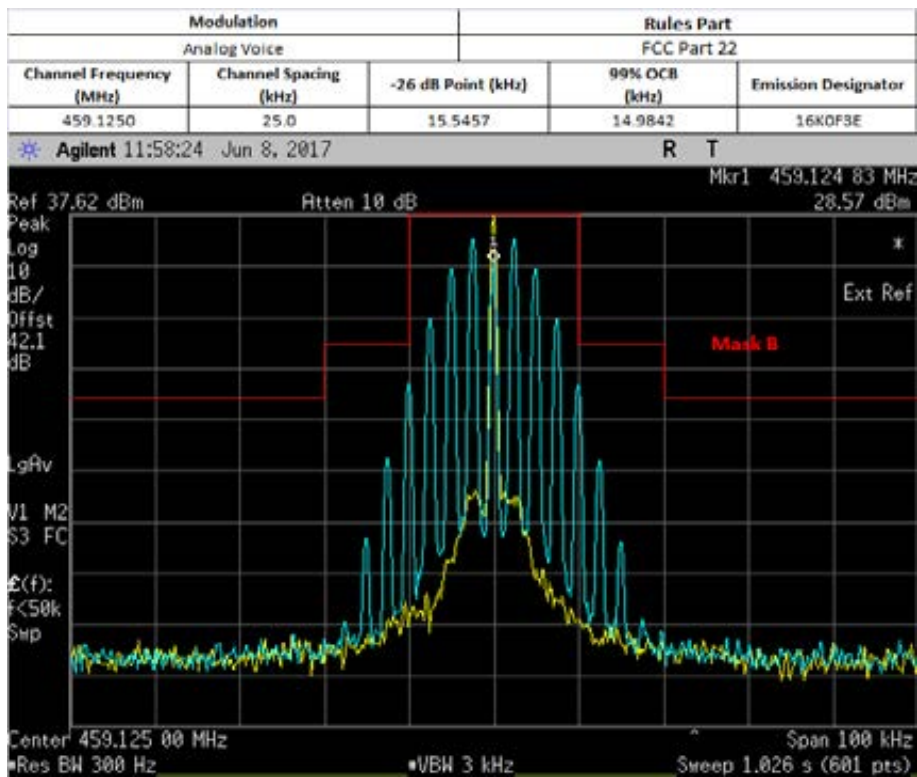 Modulation Rules Part
Analog Voice FCC Part 22
Channel Frequency (MHz) Channel Spacing (kHz) -26 dB Point (kHz) 99% OCB (kHz) Emission Designator
459.1250 25.0 15.5457 14.9842 16K0F3E
Agilent 11:58:24 Jun 8, 2017 R T
Mkr1 459.124 83 MHz
Ref 37.62 dBm Atten 10 dB 28.57 dBm
Peak
Log
10
dB/
Offst
42.1
dB
*
Ext Ref
Mask B
LgAv
V1 M2
S3 FC
£(f):
f<50k
Swp
1
Center 459.125 00 MHz Span 100 kHz
#Res BW 300 Hz #VBW 3 kHz Sweep 1.026 s (601 pts)